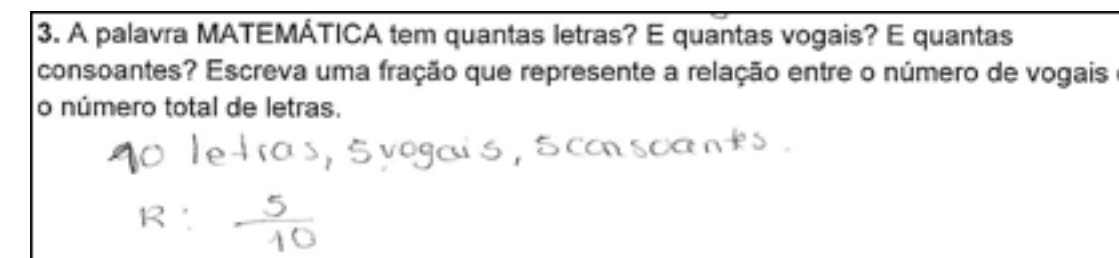 3. A palavra MATEMÁTICA tem quantas letras? E quantas vogais? E quantas
consoantes? Escreva uma fração que represente a relação entre o número de vogais
o número total de letras.
10 letras, 5 vogais, 5 consoantes.
R: 5/10